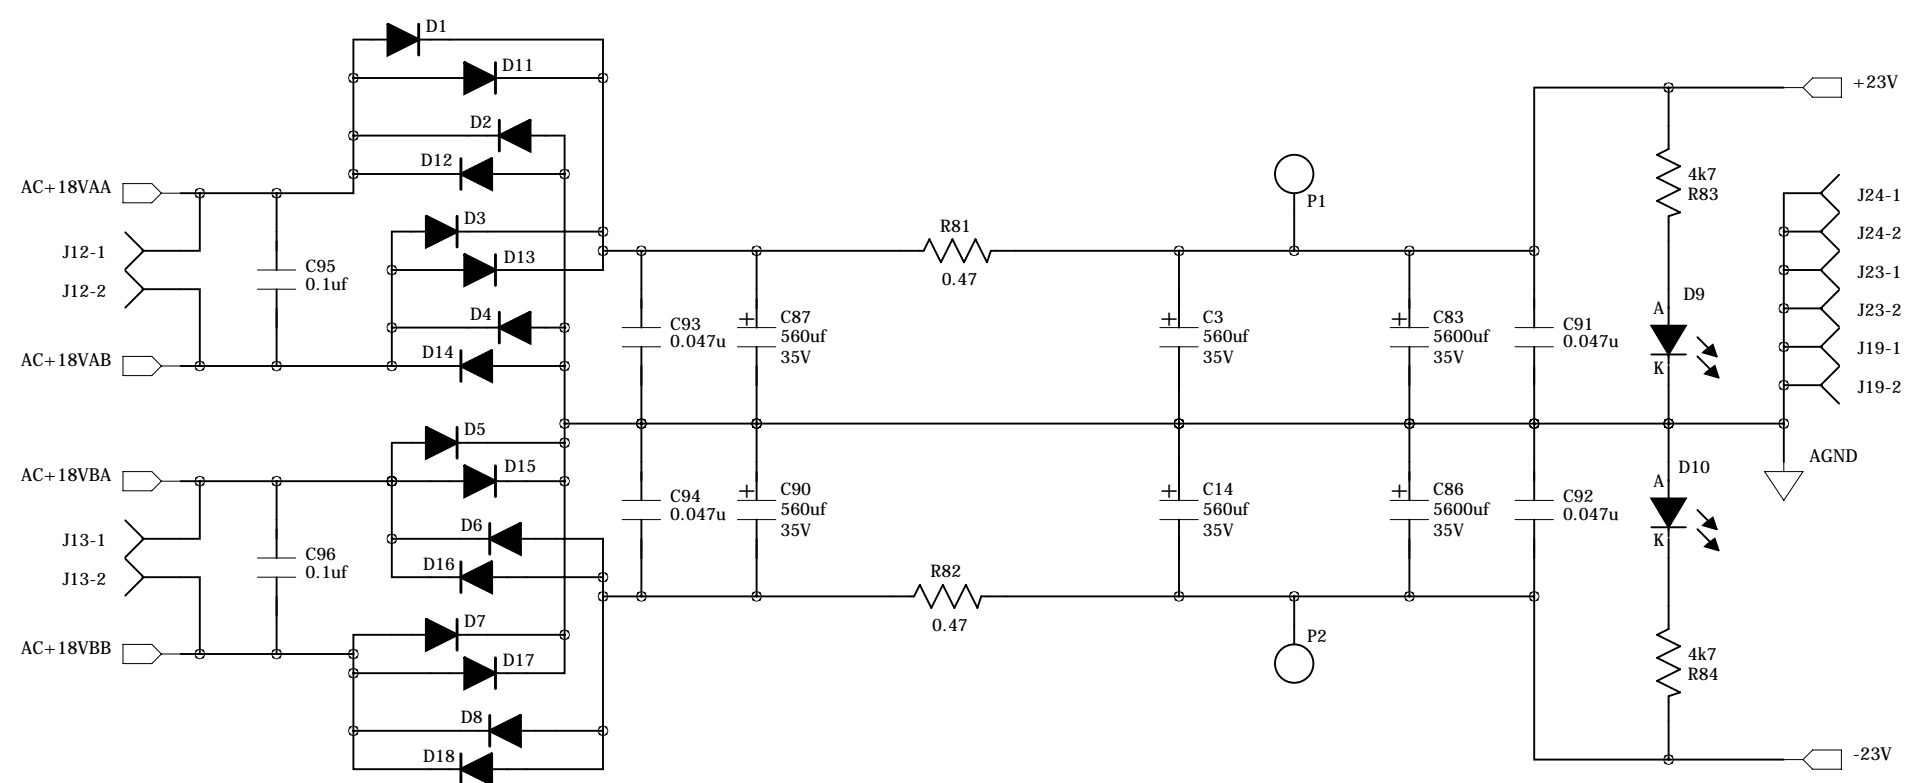 D1
D11
D2
D12
AC+18VAA
J12-1
J12-2
C95
0.1uf
AC+18VAB
D3
D13
D4
D14
D5
D15
AC+18VBA
J13-1
J13-2
C96
0.1uf
AC+18VBB
D6
D16
D7
D17
D8
D18
C93
0.047u
C87
560uf
35V
+
C94
0.047u
C90
560uf
35V
+
R81
0.47
R82
0.47
P1
P2
C3
560uf
35V
+
C83
5600uf
35V
+
C91
0.047u
C14
560uf
35V
+
C86
5600uf
35V
+
C92
0.047u
4k7
R83
D9
A
K
D10
A
K
4k7
R84
+23V
J24-1
J24-2
J23-1
J23-2
J19-1
J19-2
AGND
-23V